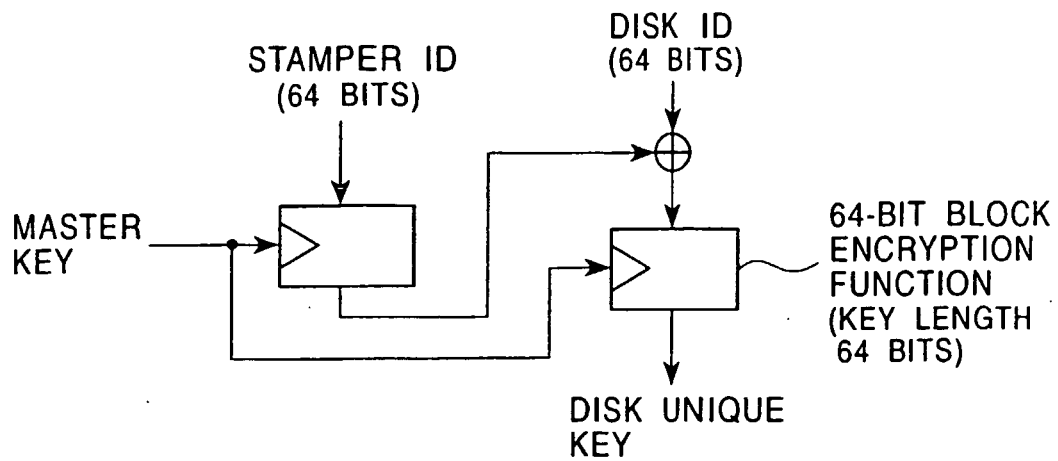 STAMPER ID
(64 BITS)
DISK ID
(64 BITS)
MASTER
KEY
64-BIT BLOCK
ENCRYPTION
FUNCTION
(KEY LENGTH
64 BITS)
DISK UNIQUE
KEY